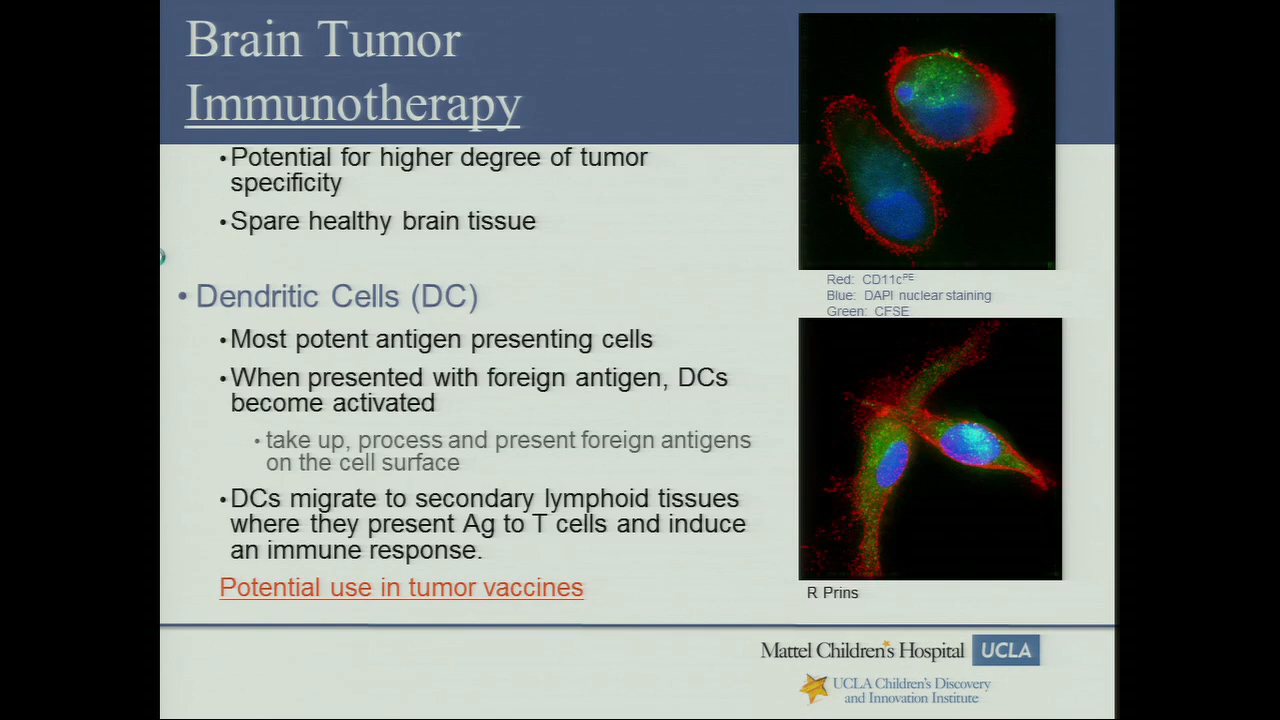 Brain Tumor
Immunotherapy
•Potential for higher degree of tumor
specificity
•Spare healthy brain tissue
• Dendritic Cells (DC)
•Most potent antigen presenting cells
•When presented with foreign antigen, DCs
become activated
• take up, process and present foreign antigens
on the cell surface
•DCs migrate to secondary lymphoid tissues
where they present Ag to T cells and induce
an immune response.
Potential use in tumor vaccines
Red: CD11cPE
Blue: DAPI nuclear staining
Green: CFSE
R Prins
Mattel Children's Hospital UCLA
UCLA Children's Discovery
and Innovation Institute